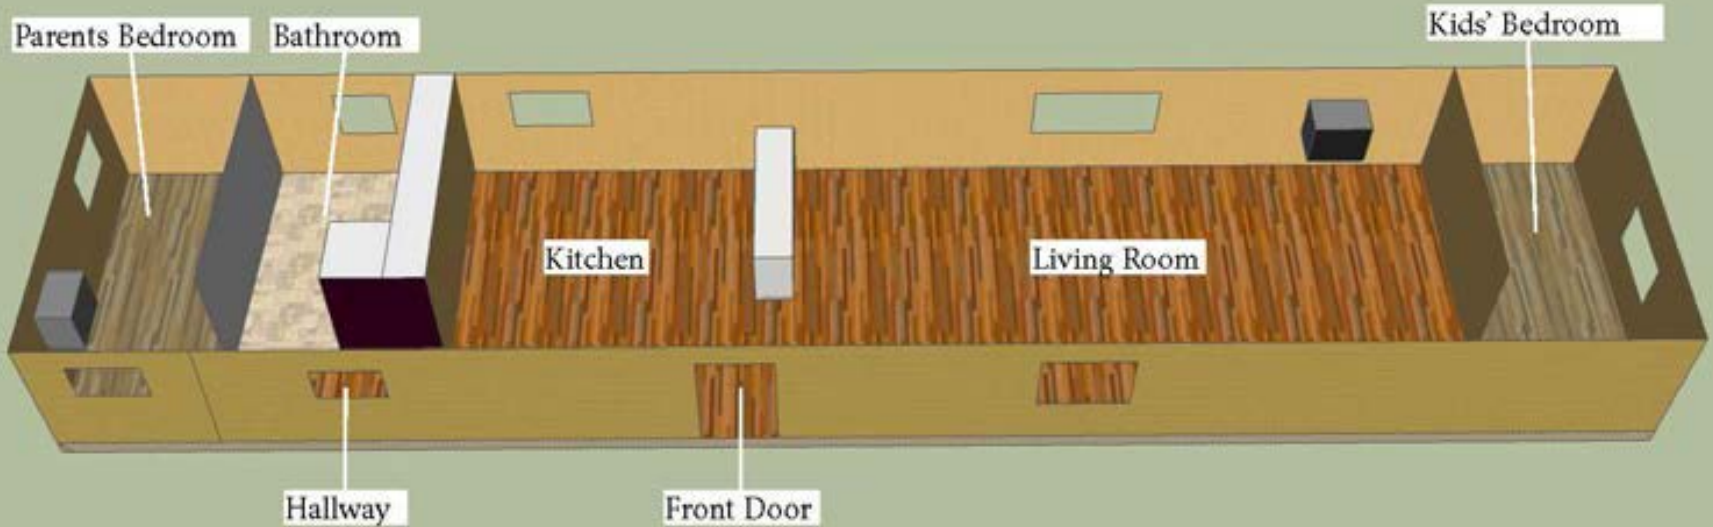 Parents Bedroom
Bathroom
Kids' Bedroom
Kitchen
Living Room
Hallway
Front Door